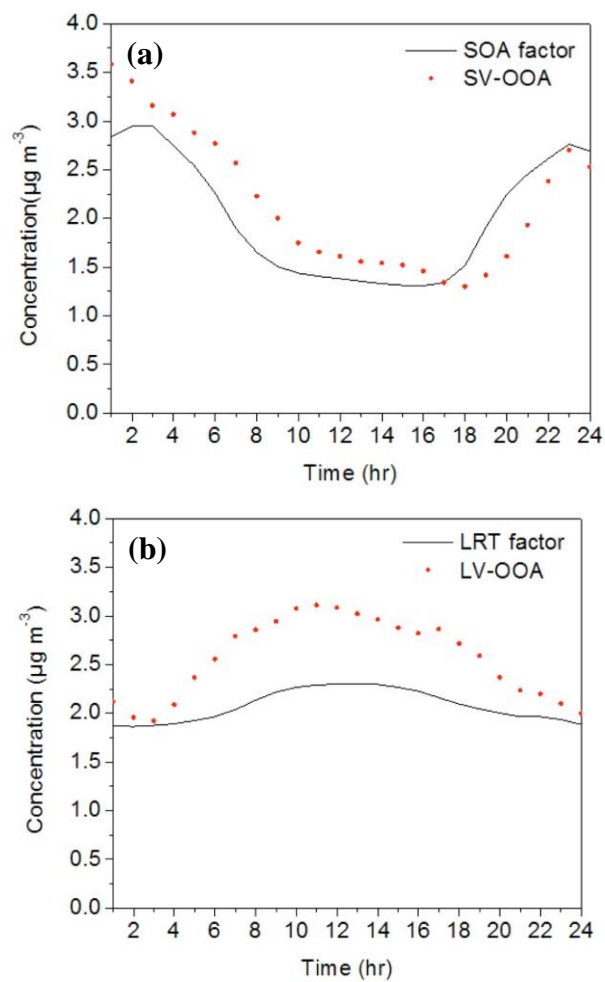 (a)
SOA factor
SV-OOA
4.0
3.5
3.0
2.5
2.0
1.5
1.0
0.5
0.0
Concentration(µg m⁻³)
2 4 6 8 10 12 14 16 18 20 22 24
Time (hr)
(b)
LRT factor
LV-OOA
4.0
3.5
3.0
2.5
2.0
1.5
1.0
0.5
0.0
Concentration (µg m⁻³)
2 4 6 8 10 12 14 16 18 20 22 24
Time (hr)